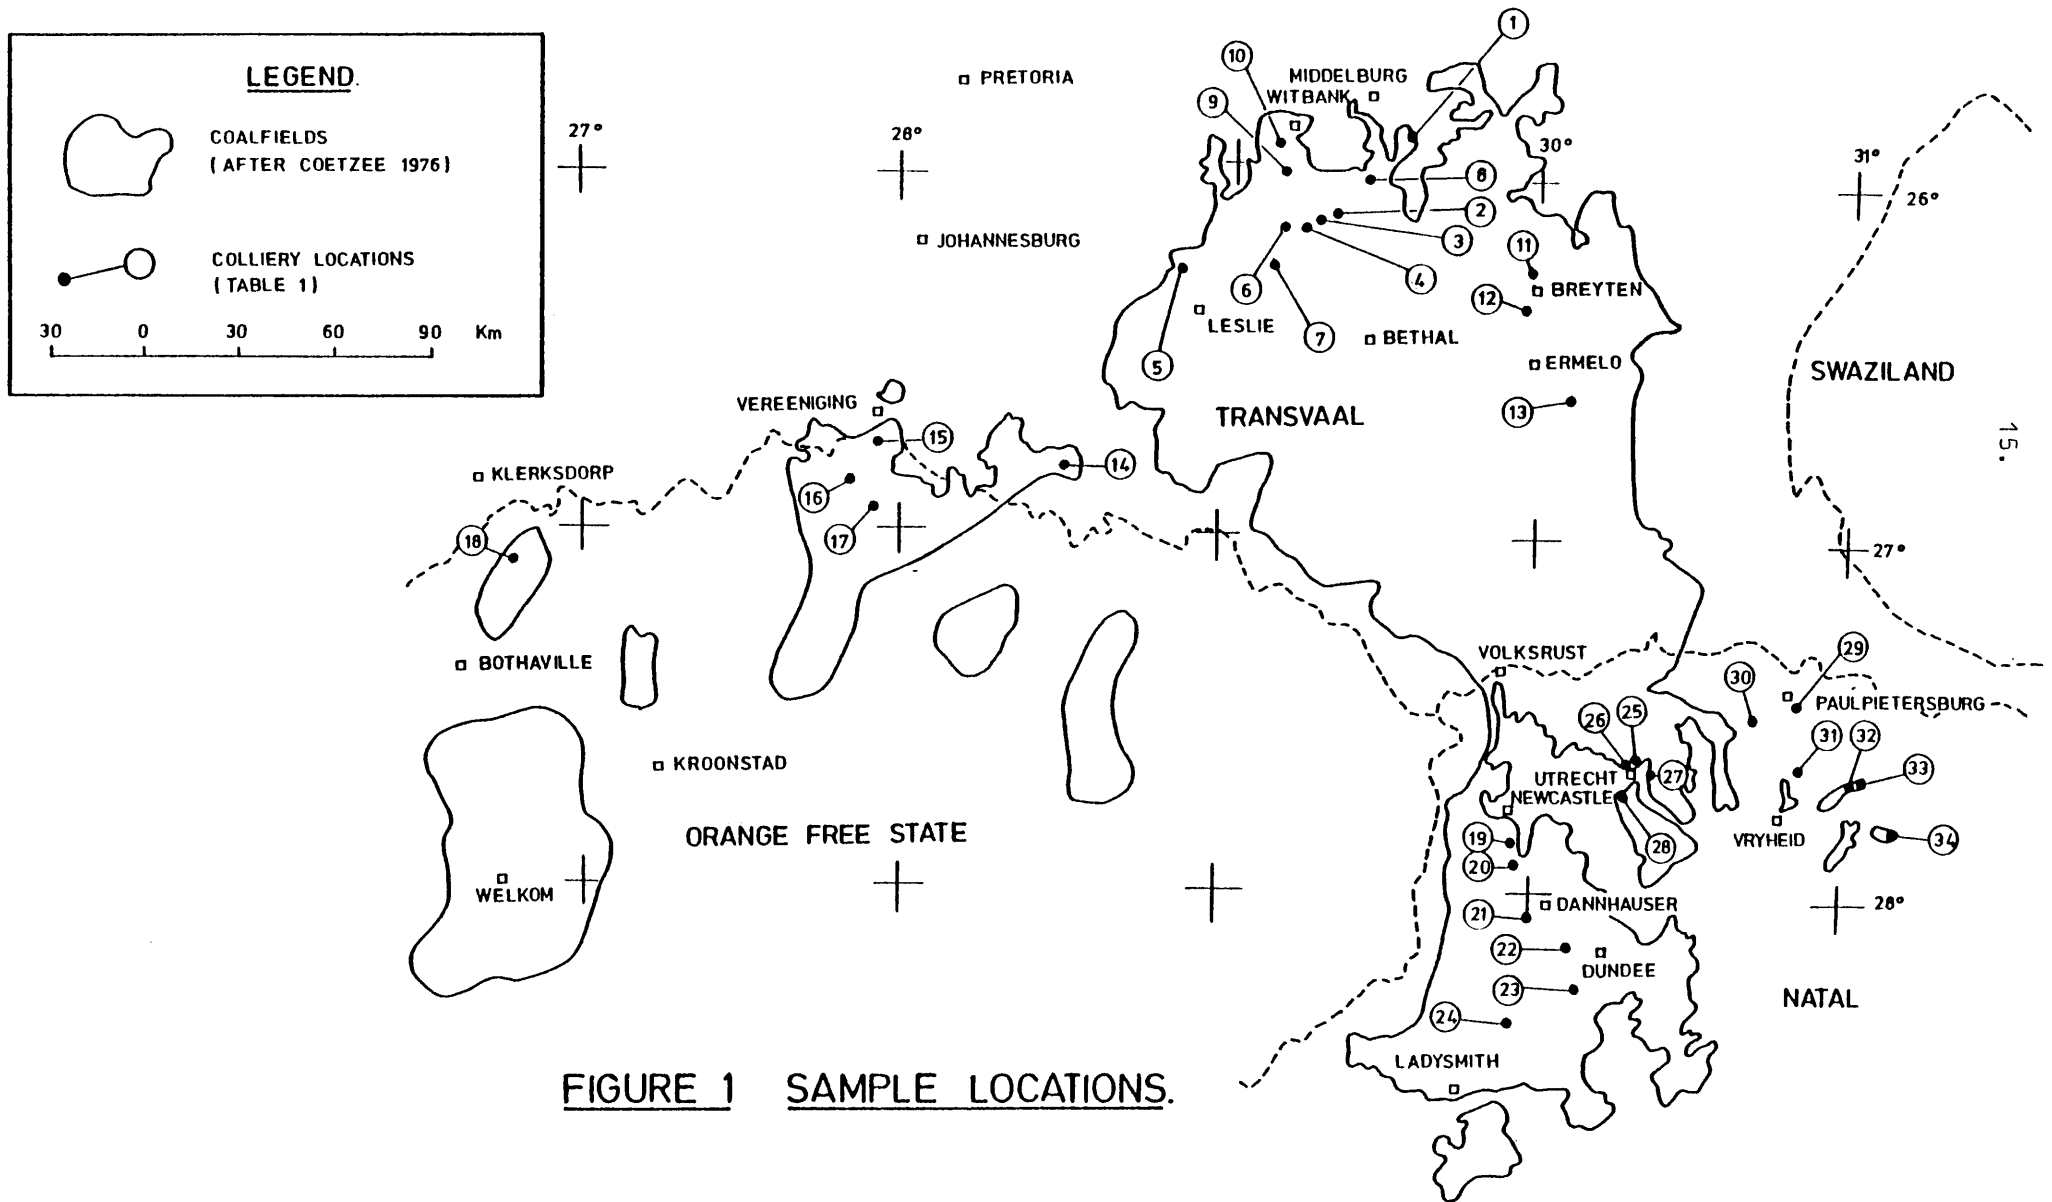 LEGEND.
COALFIELDS
(AFTER COETZEE 1976)
COLLIERY LOCATIONS
(TABLE 1)
30 0 30 60 90 Km
1
10
MIDDELBURG
PRETORIA
WITBANK
9
27°
28°
30°
31°
8
26°
2
JOHANNESBURG
3
11
4
6
BREYTEN
12
LESLIE
7
BETHAL
5
ERMELO
SWAZILAND
VEREENIGING
13
TRANSVAAL
15
15.
14
KLERKSDORP
16
18
17
27°
VOLKSRUST
29
BOTHAVILLE
30
PAULPIETERSBURG
26
25
31
32
KROONSTAD
33
UTRECHT
27
NEWCASTLE
ORANGE FREE STATE
19
28
VRYHEID
34
20
WELKOM
21
DANNHAUSER
28°
22
DUNDEE
23
NATAL
24
LADYSMITH
FIGURE 1 SAMPLE LOCATIONS.